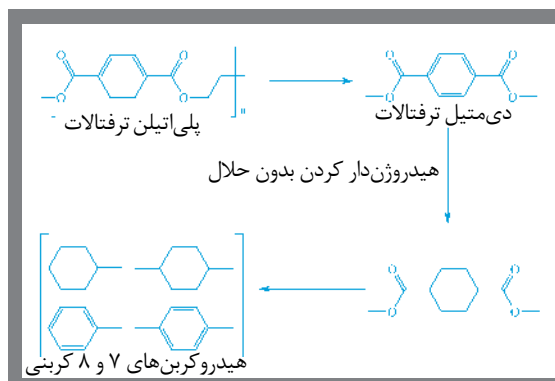 پلی‌اتیلن ترفتالات
دی‌متیل ترفتالات
هیدروژن‌دار کردن بدون حلال
هیدروکربن‌های ۷ و ۸ کربنی
O
O
O
O
n
O
O
O
O
O
O
O
O